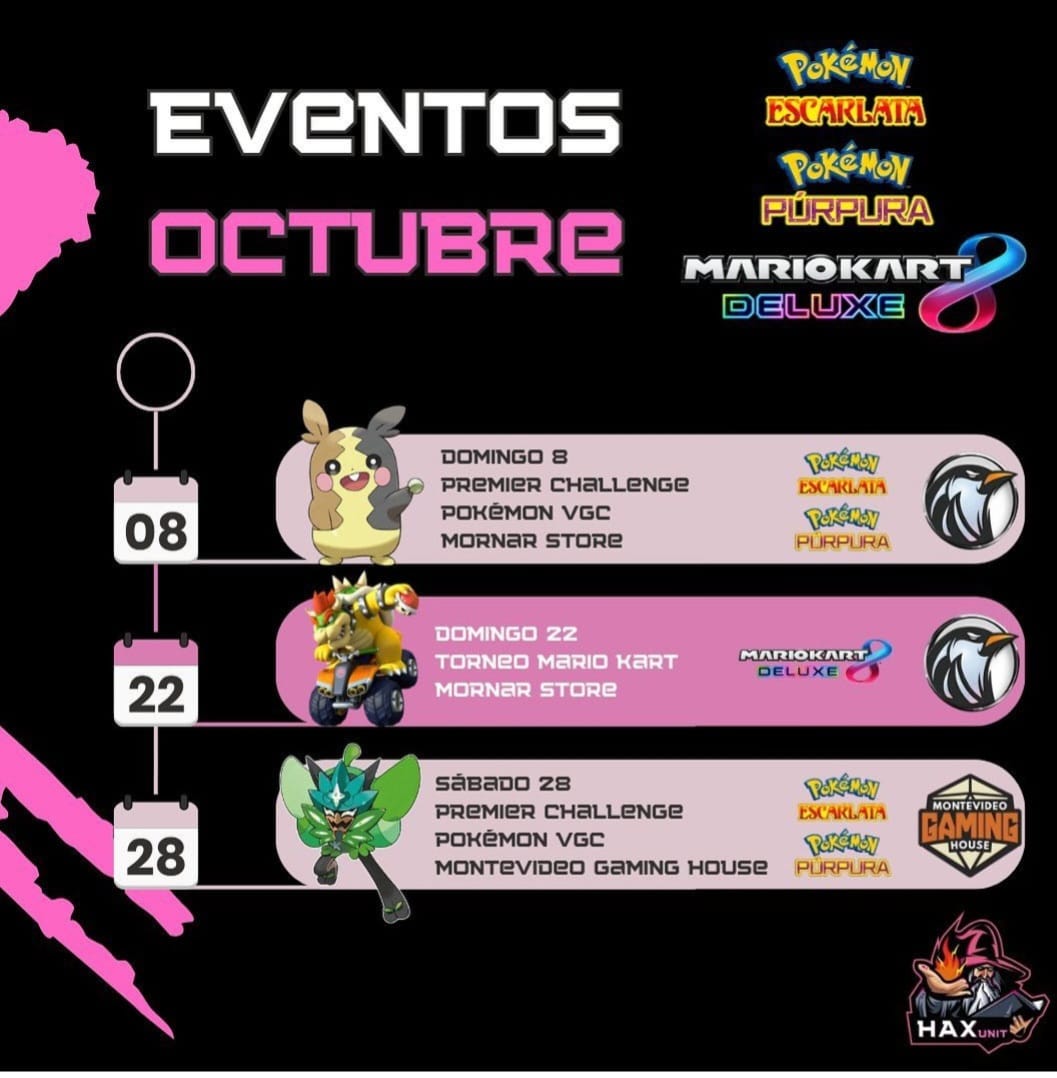 EVENTOS
OCTUBRE
POKÉMON
ESCARLATA
POKÉMON
PÚRPURA
MARIOKART 8
DELUXE
08
DOMINGO 8
PREMIER CHALLENGE
POKÉMON VGC
MORNAR STORE
POKÉMON
ESCARLATA
POKÉMON
PÚRPURA
22
DOMINGO 22
TORNEO MARIO KART
MORNAR STORE
MARIOKART 8
DELUXE
28
SÁBADO 28
PREMIER CHALLENGE
POKÉMON VGC
MONTEVIDEO GAMING HOUSE
POKÉMON
ESCARLATA
POKÉMON
PÚRPURA
MONTEVIDEO
GAMING
HOUSE
HAX UNIT